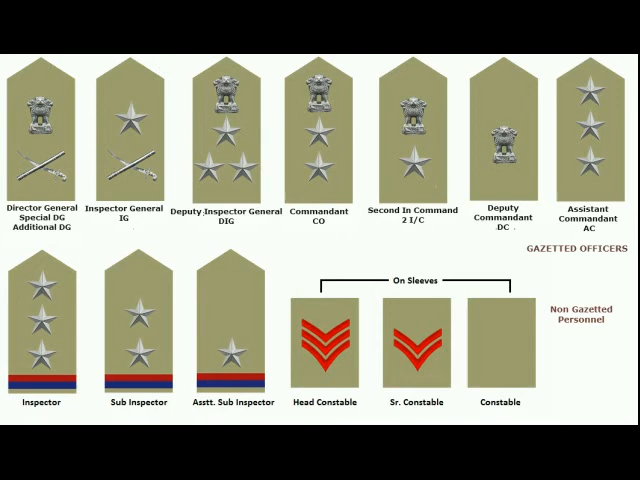 Director General
Special DG
Additional DG
Inspector General
IG
Deputy Inspector General
DIG
Commandant
CO
Second In Command
2 I/C
Deputy
Commandant
DC
Assistant
Commandant
AC
GAZETTED OFFICERS
On Sleeves
Non Gazetted
Personnel
Inspector
Sub Inspector
Asstt. Sub Inspector
Head Constable
Sr. Constable
Constable